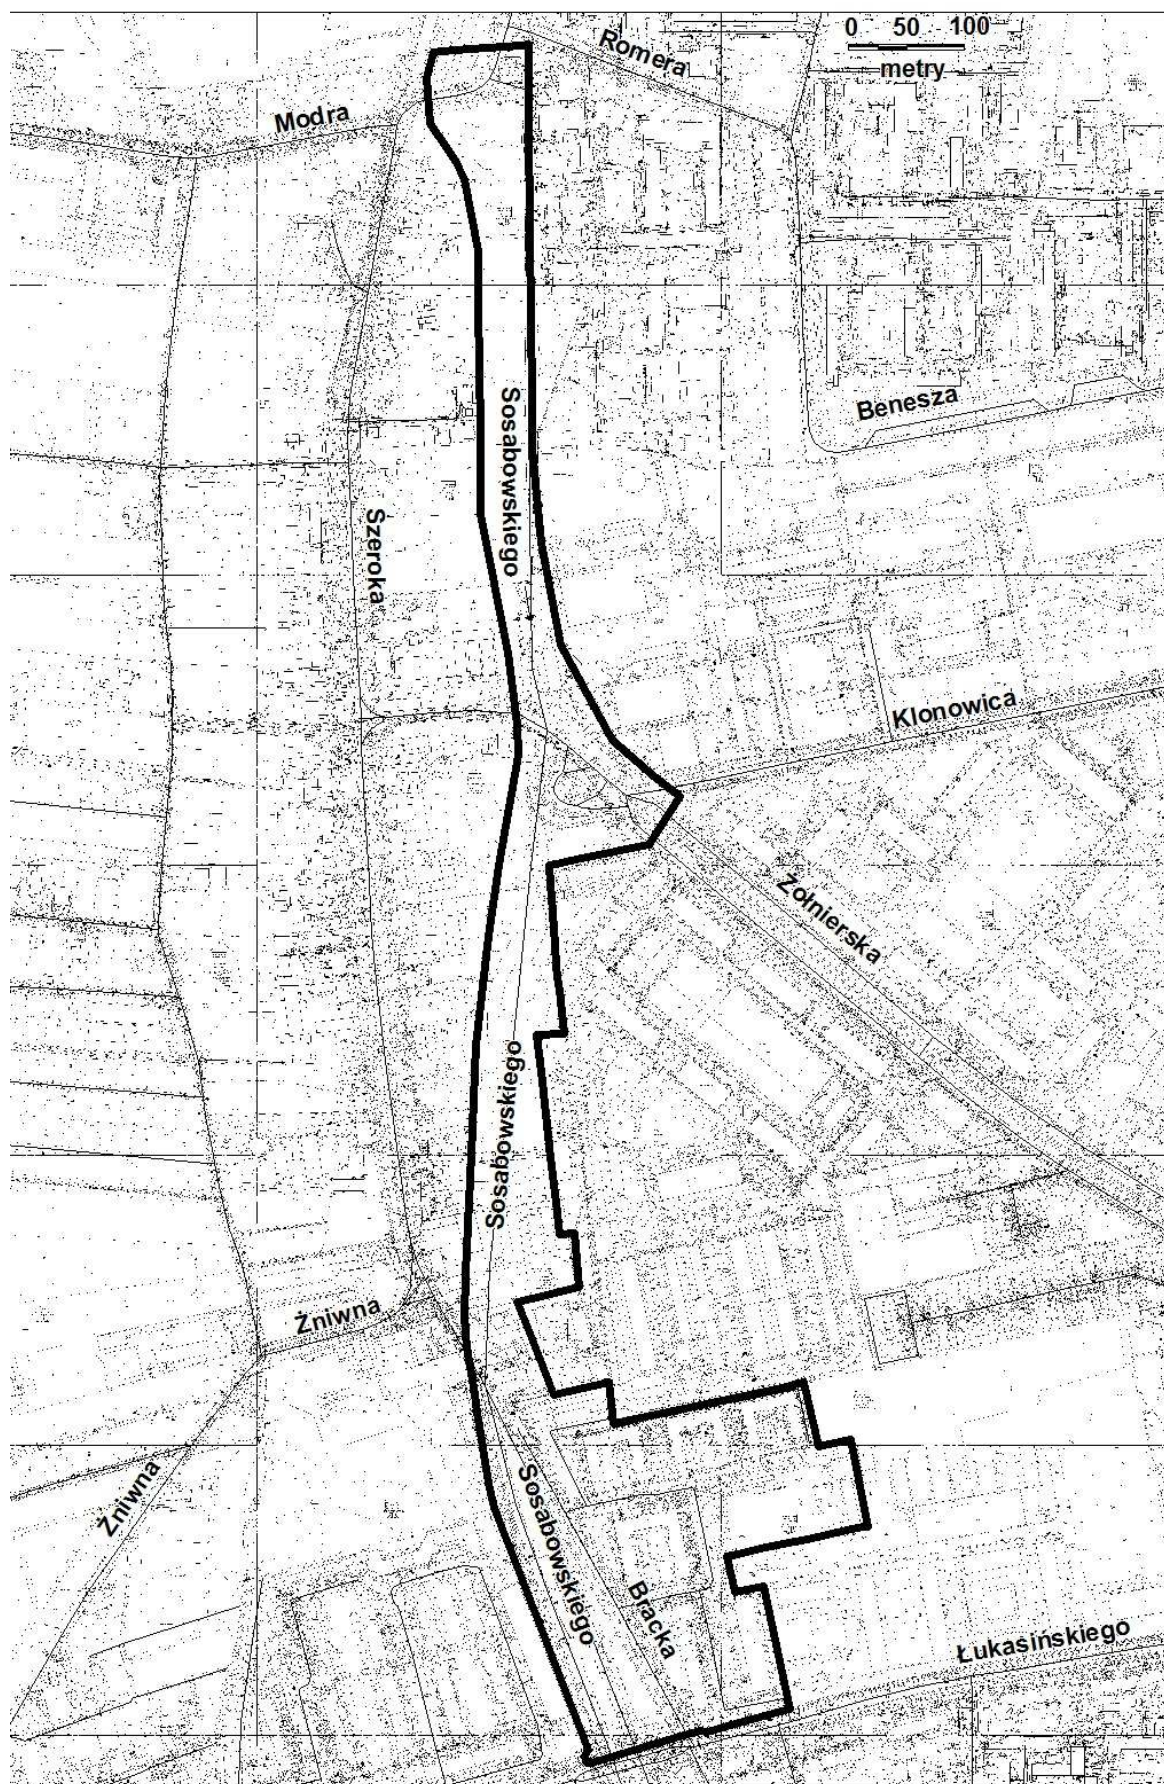 0 50 100
metry
Romera
Modra
Benesza
Sosabowskiego
Szeroka
Klonowica
Żołnierska
Sosabowskiego
Żniwna
Żniwna
Sosabowskiego
Bracka
Łukasińskiego